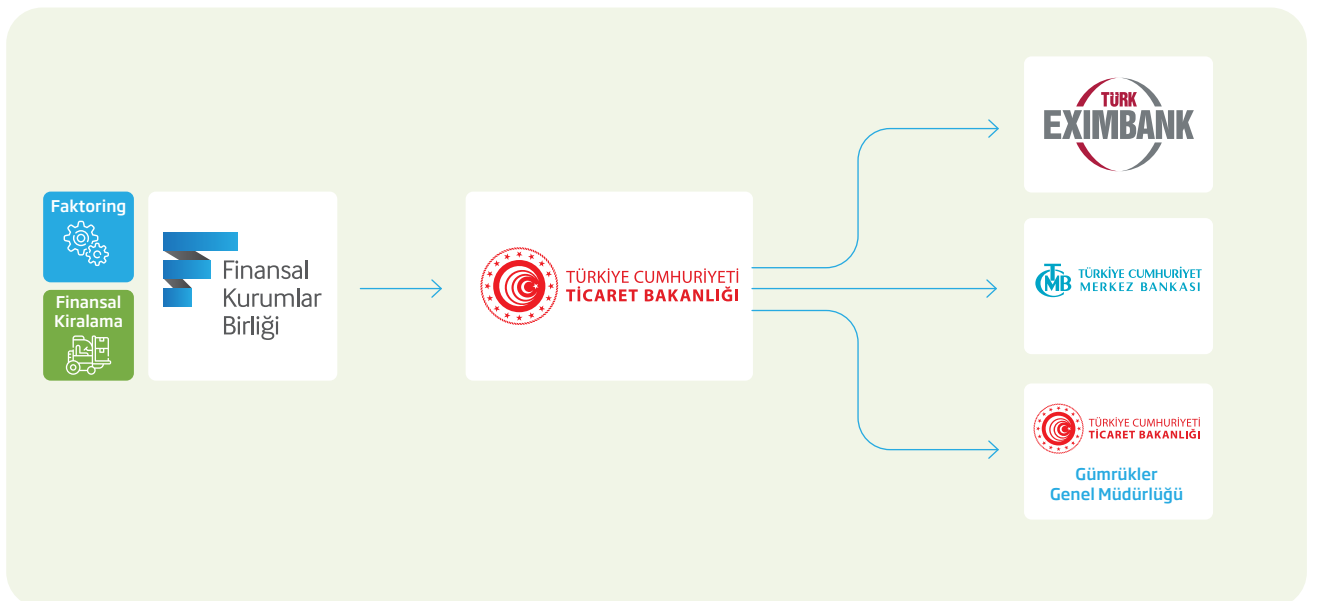 Faktoring
Finansal
Kiralama
Finansal
Kurumlar
Birliği
TÜRKİYE CUMHURİYETİ
TİCARET BAKANLIĞI
TÜRK
EXIMBANK
TCMB
TÜRKİYE CUMHURİYET
MERKEZ BANKASI
TÜRKİYE CUMHURİYETİ
TİCARET BAKANLIĞI
Gümrükler
Genel Müdürlüğü